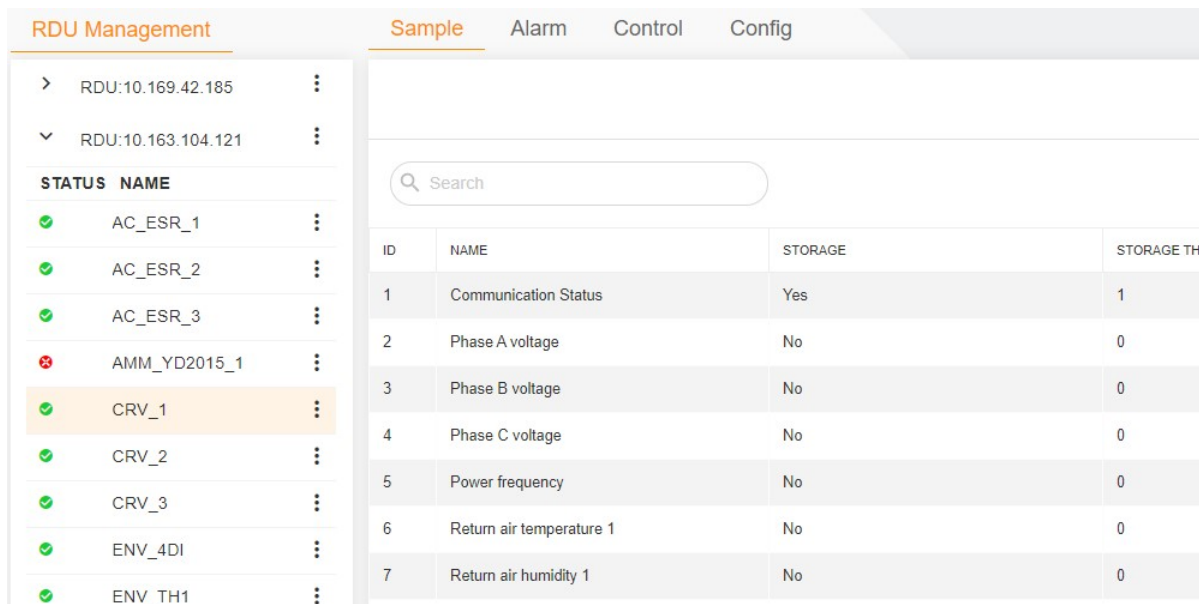 RDU Management
RDU:10.169.42.185
RDU:10.163.104.121
STATUS NAME
AC_ESR_1
AC_ESR_2
AC_ESR_3
AMM_YD2015_1
CRV_1
CRV_2
CRV_3
ENV_4DI
ENV_TH1
Sample Alarm Control Config
Search
ID NAME STORAGE STORAGE TH
1 Communication Status Yes 1
2 Phase A voltage No 0
3 Phase B voltage No 0
4 Phase C voltage No 0
5 Power frequency No 0
6 Return air temperature 1 No 0
7 Return air humidity 1 No 0